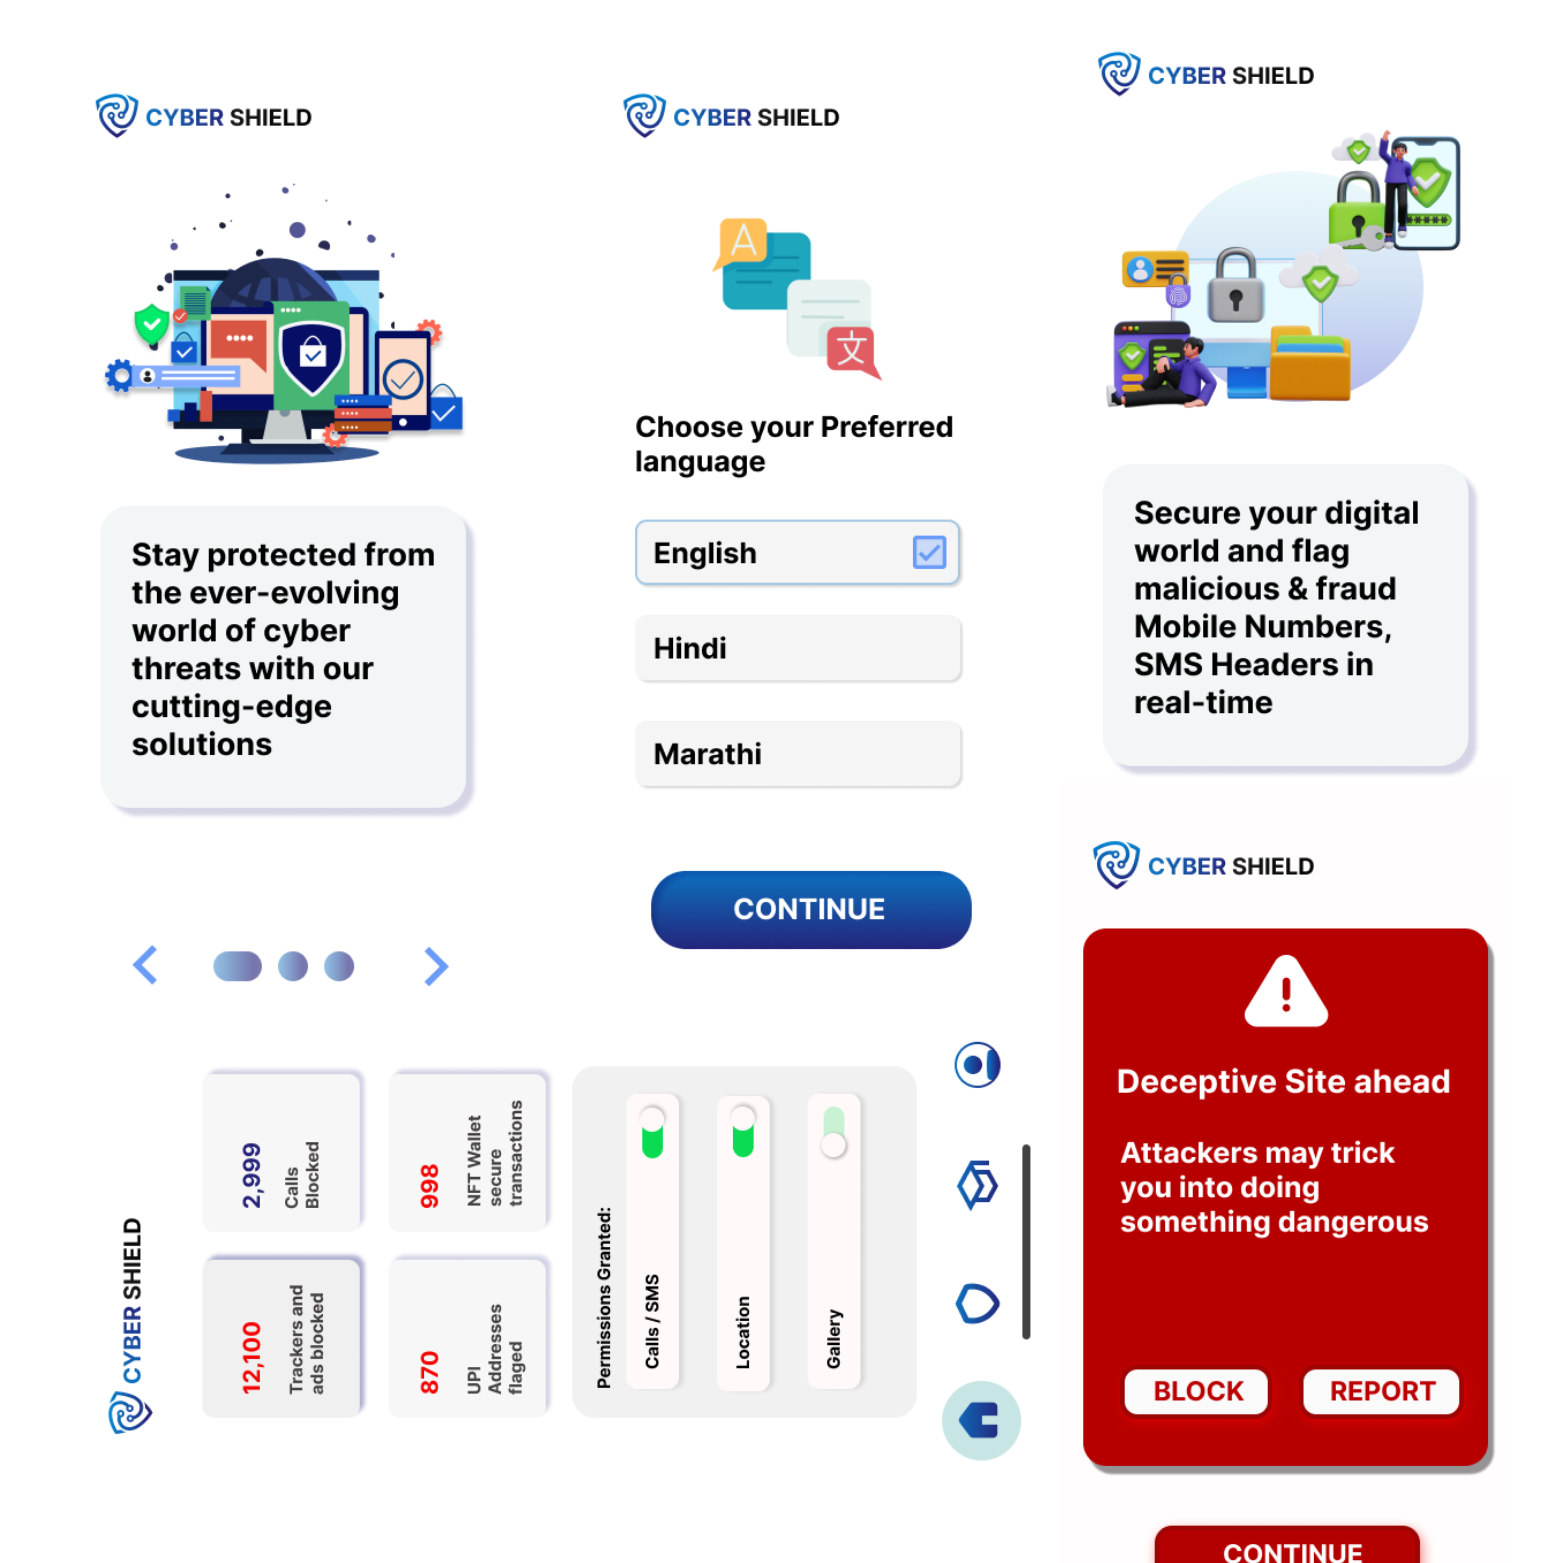 CYBER SHIELD
Stay protected from
the ever-evolving
world of cyber
threats with our
cutting-edge
solutions
CYBER SHIELD
A
文
Choose your Preferred
language
English
Hindi
Marathi
CONTINUE
CYBER SHIELD
*****
Secure your digital
world and flag
malicious & fraud
Mobile Numbers,
SMS Headers in
real-time
CYBER SHIELD
12,100
Trackers and
ads blocked
2,999
Calls
Blocked
870
UPI
Addresses
flaged
998
NFT Wallet
secure
transactions
Permissions Granted:
Calls / SMS
Location
Gallery
CYBER SHIELD
!
Deceptive Site ahead
Attackers may trick
you into doing
something dangerous
BLOCK
REPORT
CONTINUE